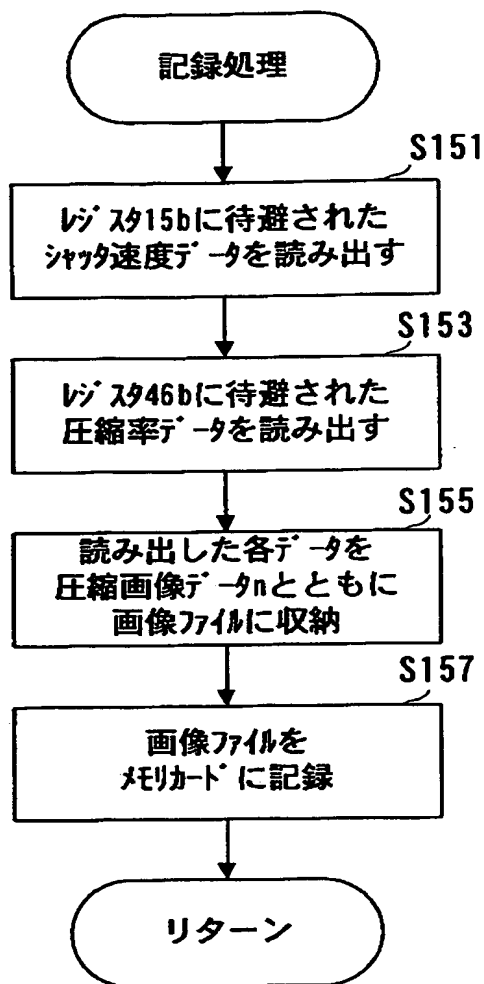 記録処理
S151
ﾚｼﾞｽﾀ15bに待避された
ｼｬｯﾀ速度ﾃﾞｰﾀを読み出す
S153
ﾚｼﾞｽﾀ46bに待避された
圧縮率ﾃﾞｰﾀを読み出す
S155
読み出した各ﾃﾞｰﾀを
圧縮画像ﾃﾞｰﾀnとともに
画像ﾌｧｲﾙに収納
S157
画像ﾌｧｲﾙを
ﾒﾓﾘｶｰﾄﾞに記録
リターン